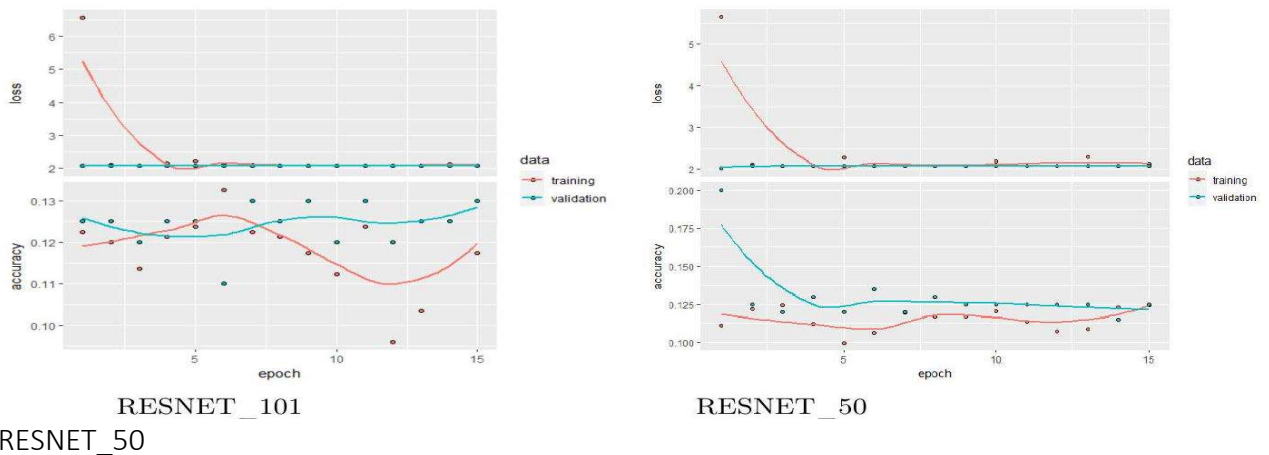 6
5
4
3
2
loss
0.13
0.12
0.11
0.10
accuracy
5
10
15
epoch
data
training
validation
RESNET_101
5
4
3
2
loss
0.200
0.175
0.150
0.125
0.100
accuracy
5
10
15
epoch
data
training
validation
RESNET_50
RESNET_50